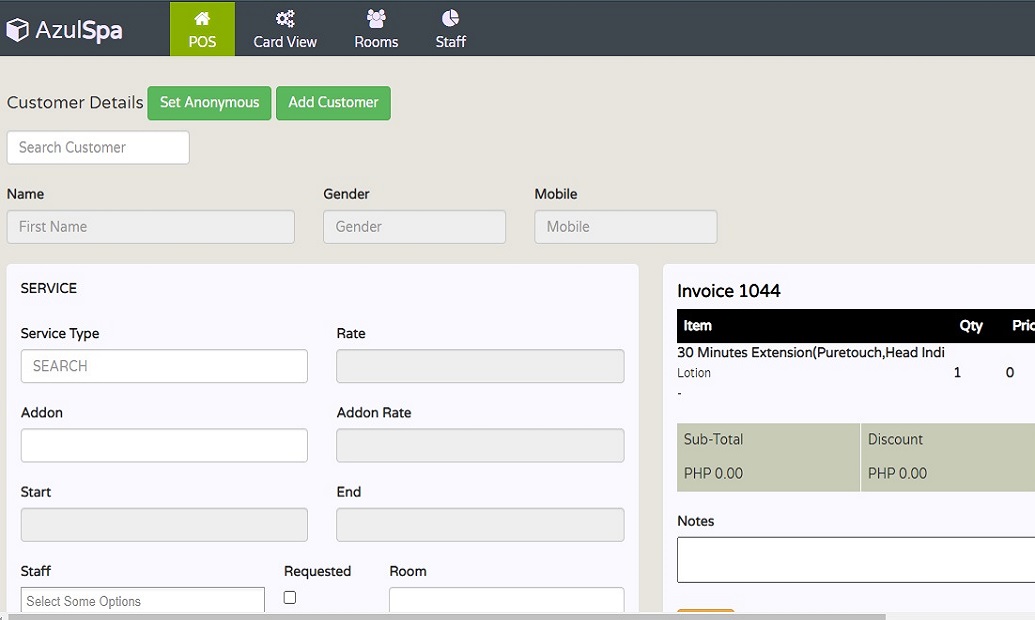 AzulSpa
POS
Card View
Rooms
Staff
Customer Details
Set Anonymous
Add Customer
Search Customer
Name
Gender
Mobile
First Name
Gender
Mobile
SERVICE
Service Type
Rate
SEARCH
Addon
Addon Rate
Start
End
Staff
Requested
Room
Select Some Options
Invoice 1044
Item Qty Pric
30 Minutes Extension(Puretouch,Head Indi
Lotion 1 0
-
Sub-Total Discount
PHP 0.00 PHP 0.00
Notes